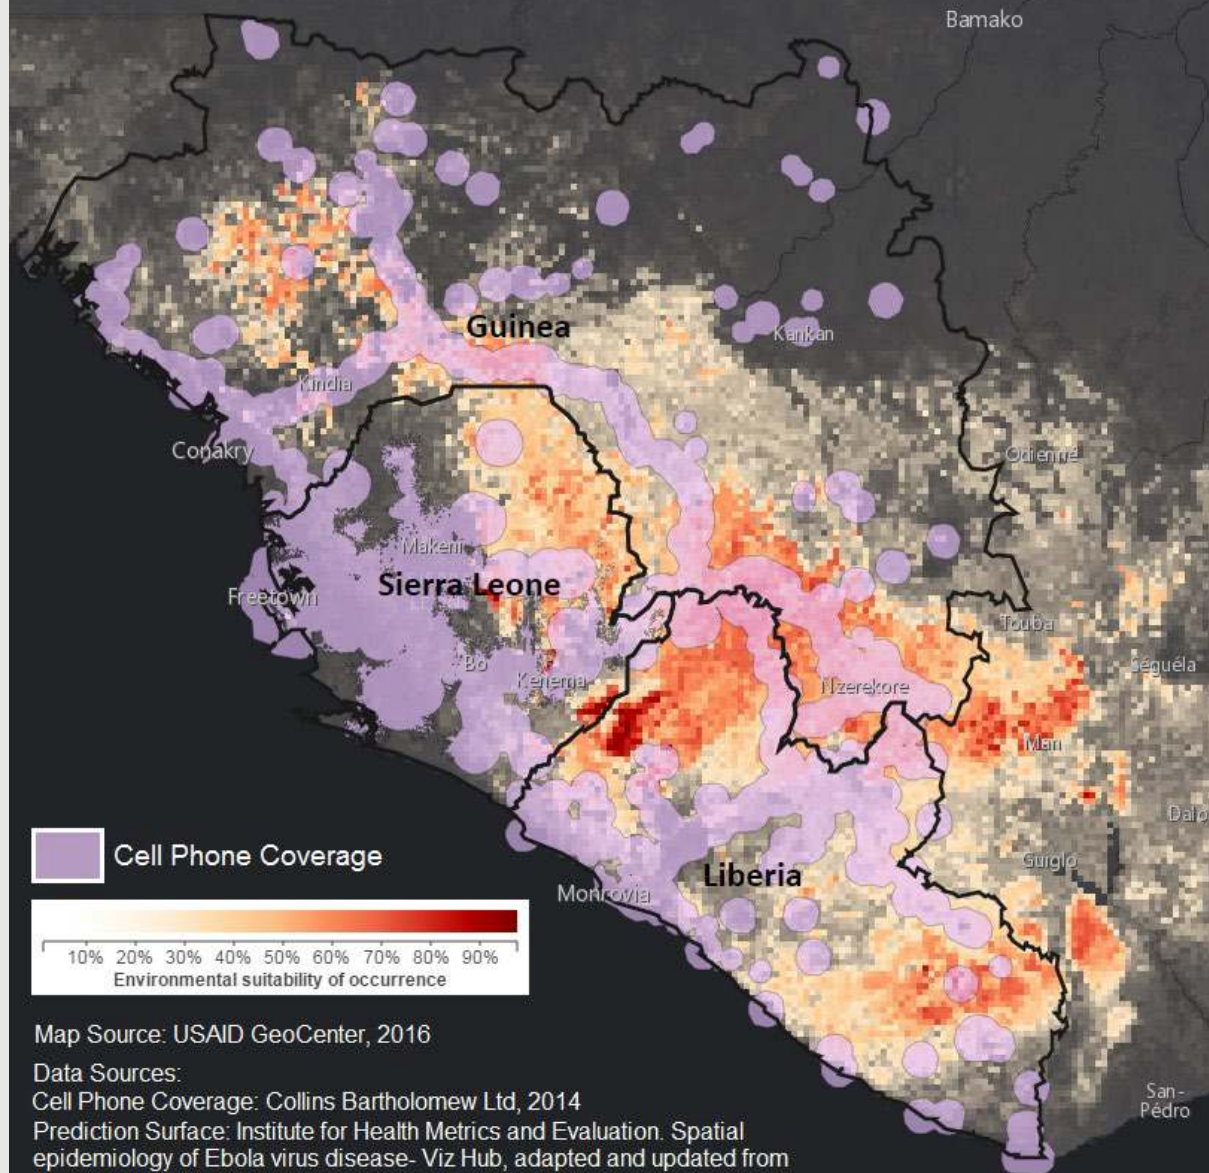 Bamako
Guinea
Kankan
Kindia
Conakry
Odienné
Makeni
Sierra Leone
Freetown
Touba
Bo
Kenema
Nzerekore
Séguéla
Man
Cell Phone Coverage
Dalo
Guiglo
Liberia
Monrovia
10% 20% 30% 40% 50% 60% 70% 80% 90%
Environmental suitability of occurrence
Map Source: USAID GeoCenter, 2016
Data Sources:
Cell Phone Coverage: Collins Bartholomew Ltd, 2014
San-
Pédro
Prediction Surface: Institute for Health Metrics and Evaluation. Spatial
epidemiology of Ebola virus disease- Viz Hub, adapted and updated from